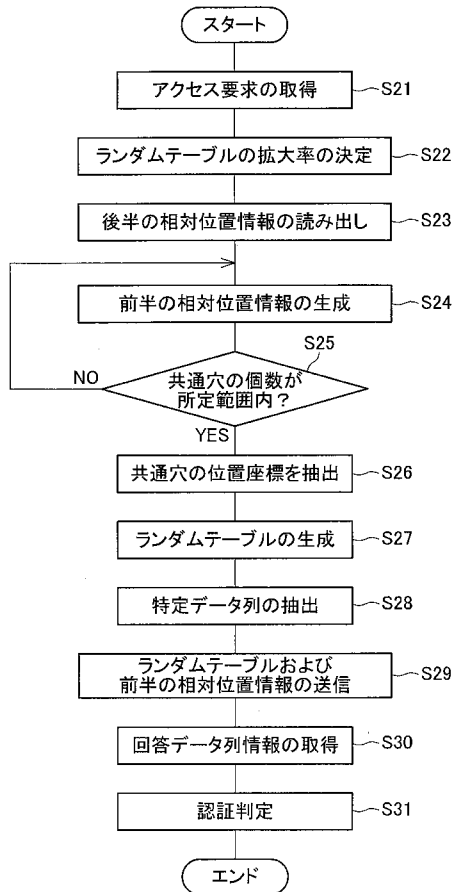 スタート
アクセス要求の取得
S21
ランダムテーブルの拡大率の決定
S22
後半の相対位置情報の読み出し
S23
前半の相対位置情報の生成
S24
S25
共通穴の個数が
所定範囲内?
NO
YES
共通穴の位置座標を抽出
S26
ランダムテーブルの生成
S27
特定データ列の抽出
S28
ランダムテーブルおよび
前半の相対位置情報の送信
S29
回答データ列情報の取得
S30
認証判定
S31
エンド